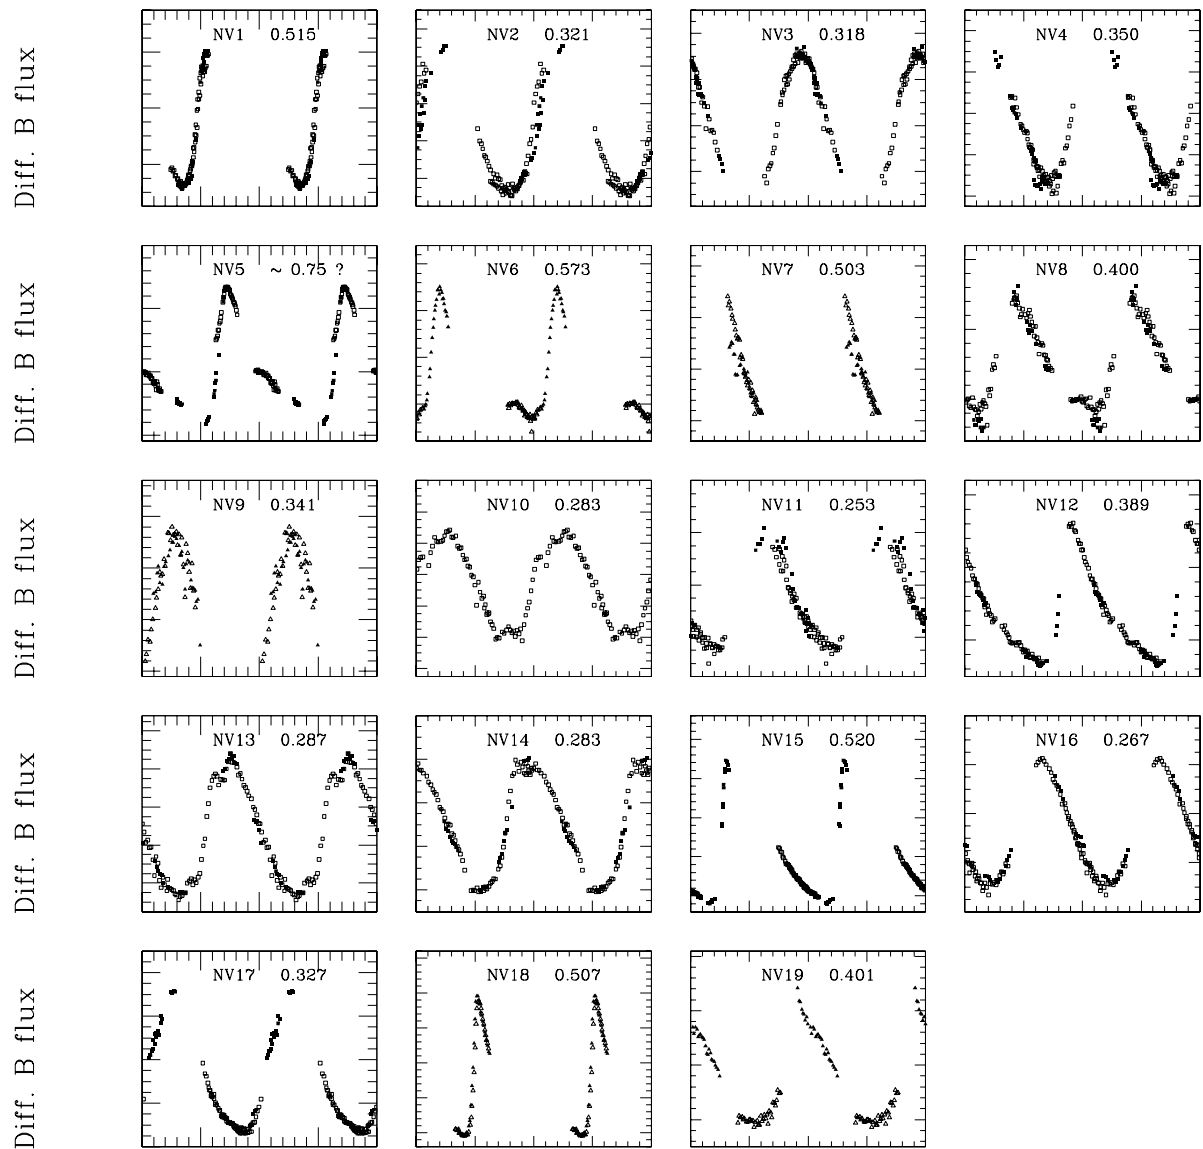 Diff. B flux
NV1 0.515
NV2 0.321
NV3 0.318
NV4 0.350
Diff. B flux
NV5 ~ 0.75 ?
NV6 0.573
NV7 0.503
NV8 0.400
Diff. B flux
NV9 0.341
NV10 0.283
NV11 0.253
NV12 0.389
Diff. B flux
NV13 0.287
NV14 0.283
NV15 0.520
NV16 0.267
Diff. B flux
NV17 0.327
NV18 0.507
NV19 0.401